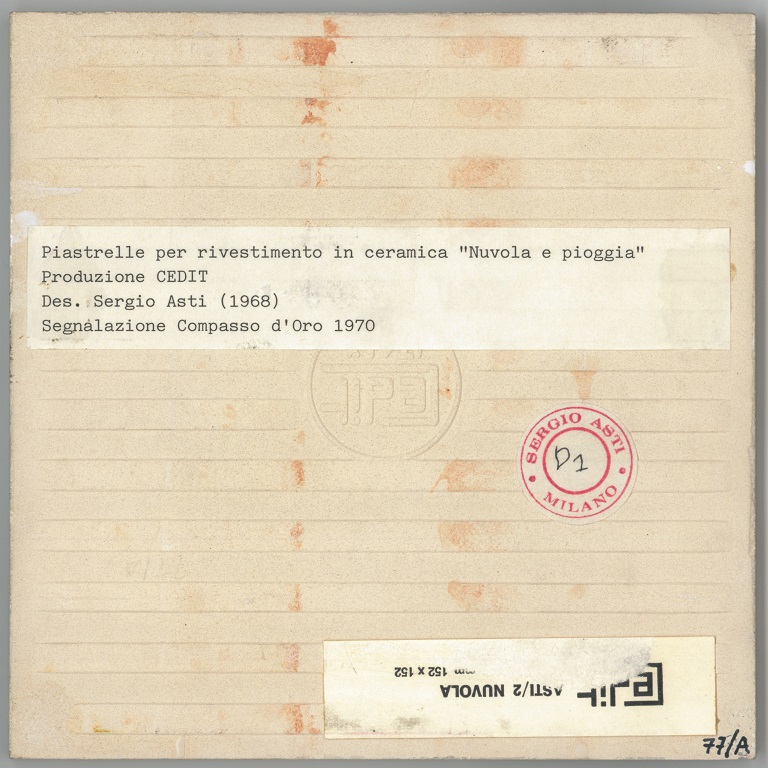 Piastrelle per rivestimento in ceramica "Nuvola e pioggia"
Produzione CEDIT
Des. Sergio Asti (1968)
Segnalazione Compasso d'Oro 1970
SERGIO ASTI
D1
MILANO
cedit ASTI/2 NUVOLA
mm 152 x 152
77/A